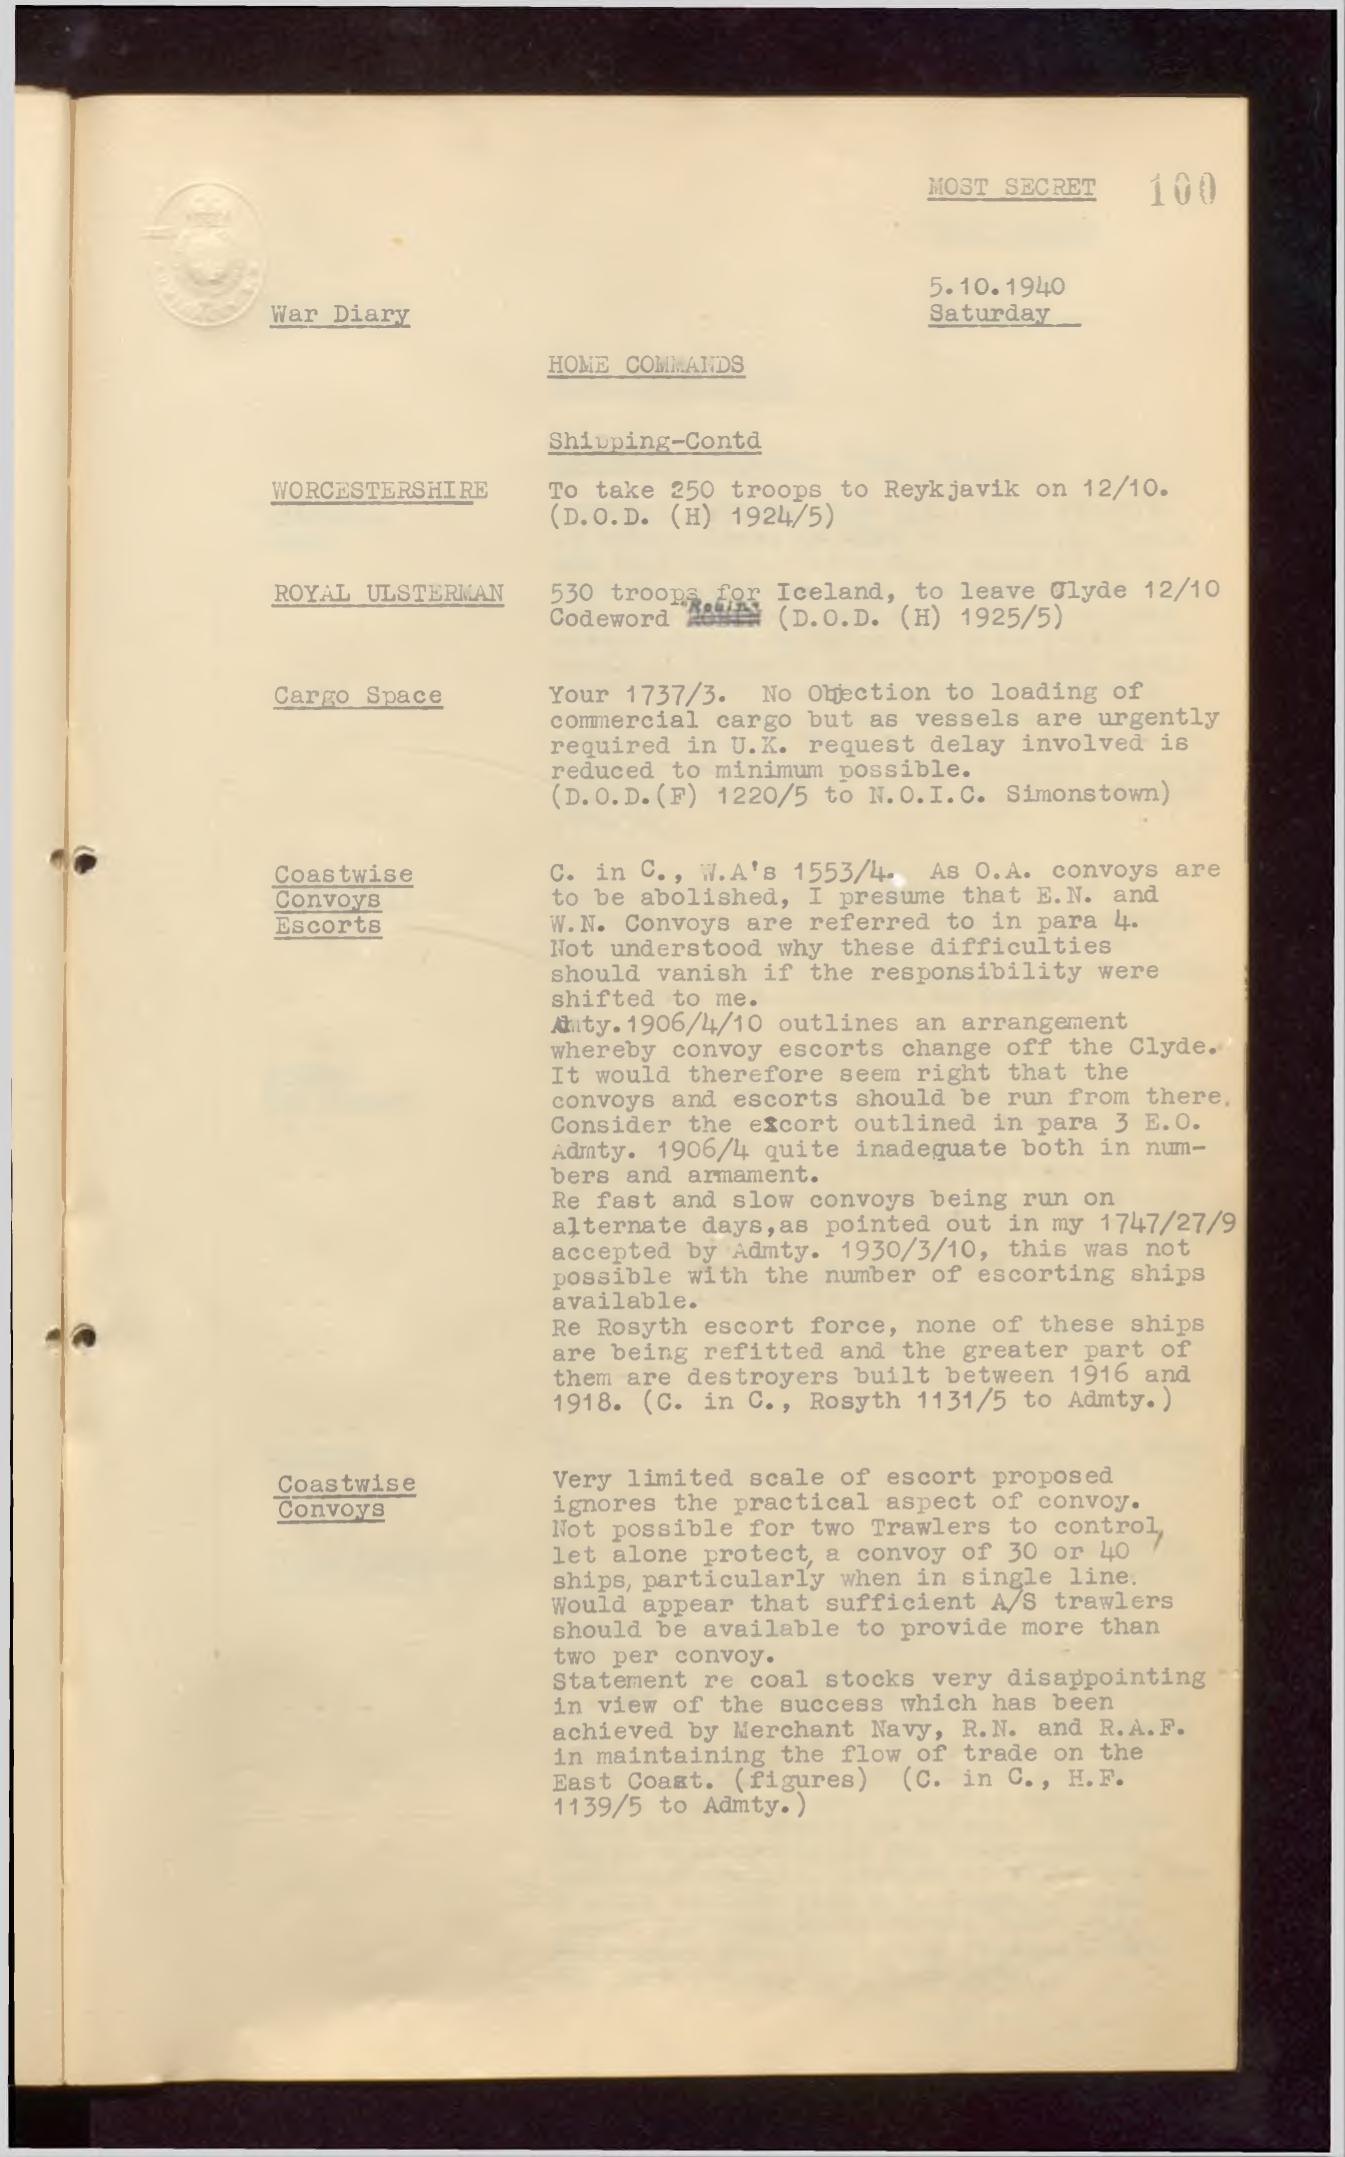 MOST SECRET 100
5.10.1940
War Diary Saturday
HOME COMMANDS
Shipping-Contd
WORCESTERSHIRE To take 250 troops to Reykjavik on 12/10.
(D.O.D. (H) 1924/5)
ROYAL ULSTERMAN 530 troops for Iceland, to leave Clyde 12/10
Codeword "Robin" (D.O.D. (H) 1925/5)
Cargo Space Your 1737/3. No Objection to loading of
commercial cargo but as vessels are urgently
required in U.K. request delay involved is
reduced to minimum possible.
(D.O.D.(F) 1220/5 to N.O.I.C. Simonstown)
Coastwise C. in C., W.A's 1553/4. As O.A. convoys are
Convoys to be abolished, I presume that E.N. and
Escorts W.N. Convoys are referred to in para 4.
Not understood why these difficulties
should vanish if the responsibility were
shifted to me.
Admty.1906/4/10 outlines an arrangement
whereby convoy escorts change off the Clyde.
It would therefore seem right that the
convoys and escorts should be run from there.
Consider the escort outlined in para 3 E.O.
Admty. 1906/4 quite inadequate both in num-
bers and armament.
Re fast and slow convoys being run on
alternate days,as pointed out in my 1747/27/9
accepted by Admty. 1930/3/10, this was not
possible with the number of escorting ships
available.
Re Rosyth escort force, none of these ships
are being refitted and the greater part of
them are destroyers built between 1916 and
1918. (C. in C., Rosyth 1131/5 to Admty.)
Coastwise Very limited scale of escort proposed
Convoys ignores the practical aspect of convoy.
Not possible for two Trawlers to control,
let alone protect, a convoy of 30 or 40
ships, particularly when in single line.
Would appear that sufficient A/S trawlers
should be available to provide more than
two per convoy.
Statement re coal stocks very disappointing
in view of the success which has been
achieved by Merchant Navy, R.N. and R.A.F.
in maintaining the flow of trade on the
East Coast. (figures) (C. in C., H.F.
1139/5 to Admty.)